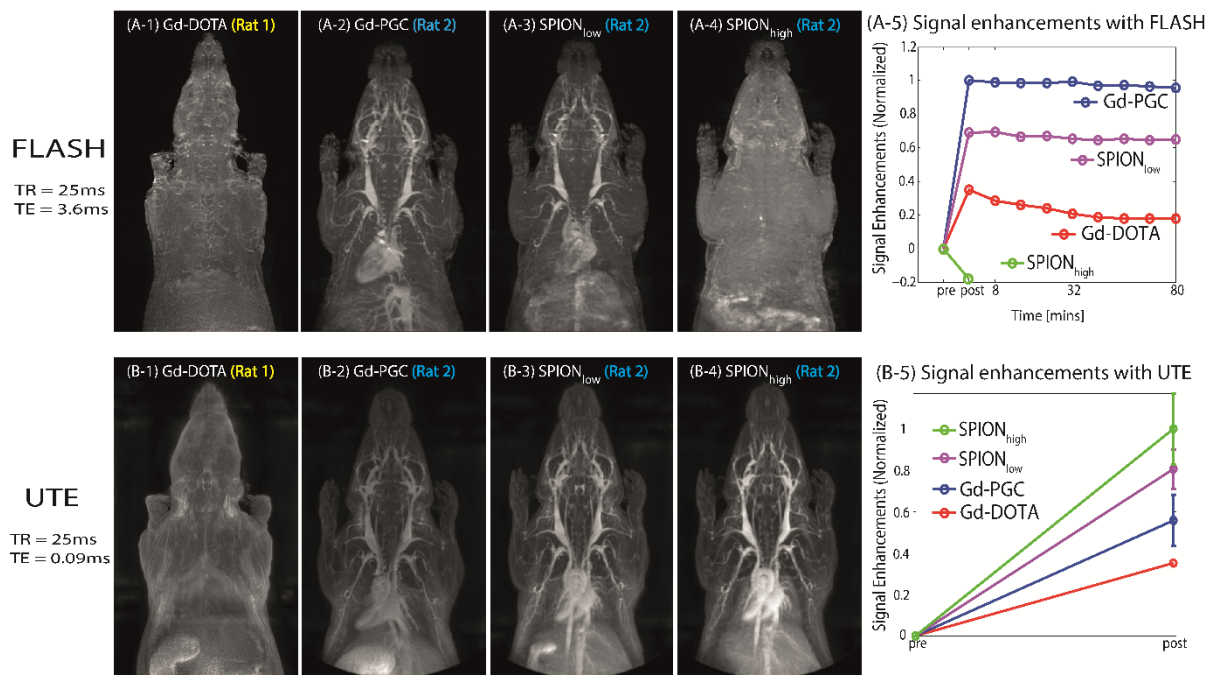 (A-1) Gd-DOTA (Rat 1)
(A-2) Gd-PGC (Rat 2)
(A-3) SPIONlow (Rat 2)
(A-4) SPIONhigh (Rat 2)
(A-5) Signal enhancements with FLASH
FLASH
TR = 25ms
TE = 3.6ms
Signal Enhancements (Normalized)
1.2
1
0.8
0.6
0.4
0.2
0
−0.2
Gd-PGC
SPIONlow
Gd-DOTA
SPIONhigh
pre post 8 32 80
Time [mins]
(B-1) Gd-DOTA (Rat 1)
(B-2) Gd-PGC (Rat 2)
(B-3) SPIONlow (Rat 2)
(B-4) SPIONhigh (Rat 2)
(B-5) Signal enhancements with UTE
UTE
TR = 25ms
TE = 0.09ms
Signal Enhancements (Normalized)
1
0.8
0.6
0.4
0.2
0
SPIONhigh
SPIONlow
Gd-PGC
Gd-DOTA
pre post